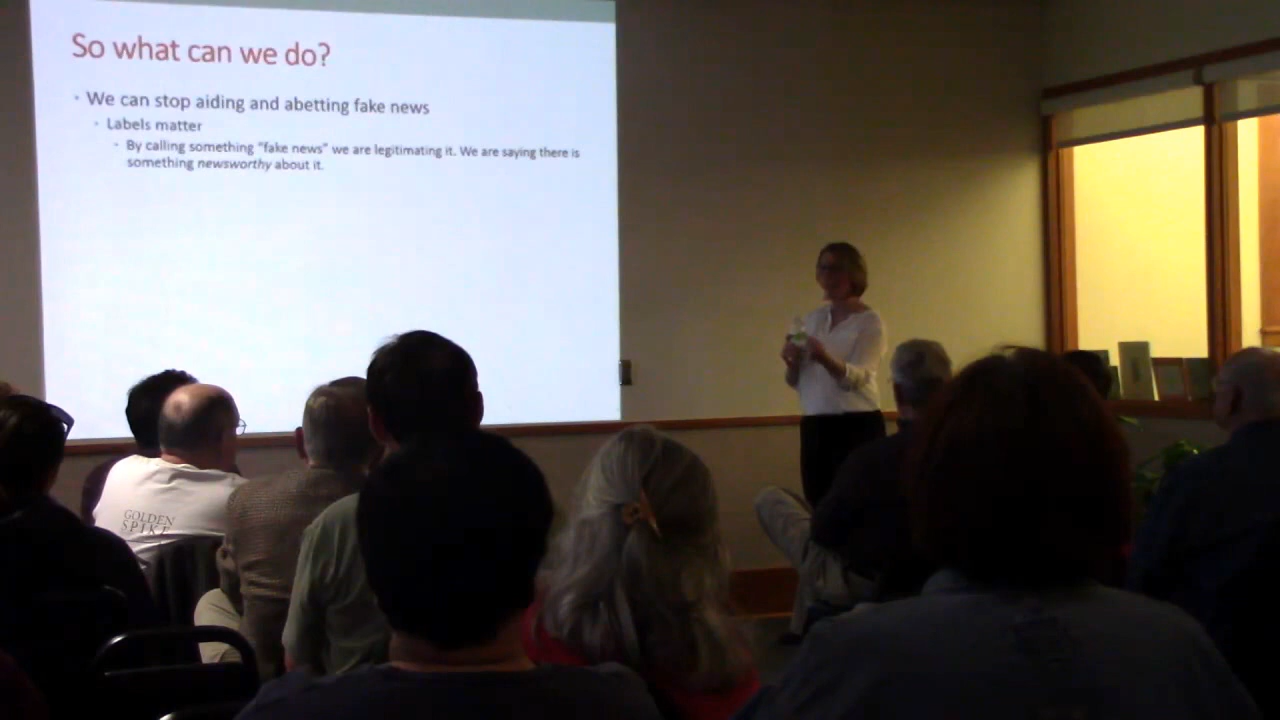 So what can we do?
We can stop aiding and abetting fake news
Labels matter
By calling something “fake news” we are legitimating it. We are saying there is
something newsworthy about it.
GOLDEN
SPIKE